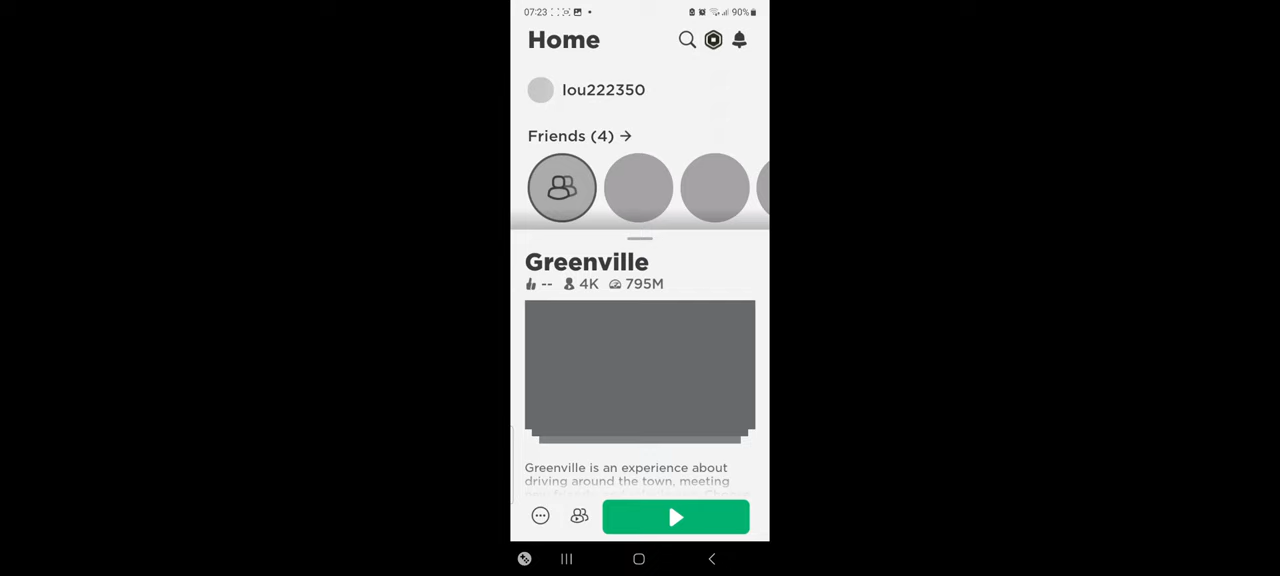 07:23
90%
Home
lou222350
Friends (4) →
Greenville
-- 4K 795M
Greenville is an experience about
driving around the town, meeting